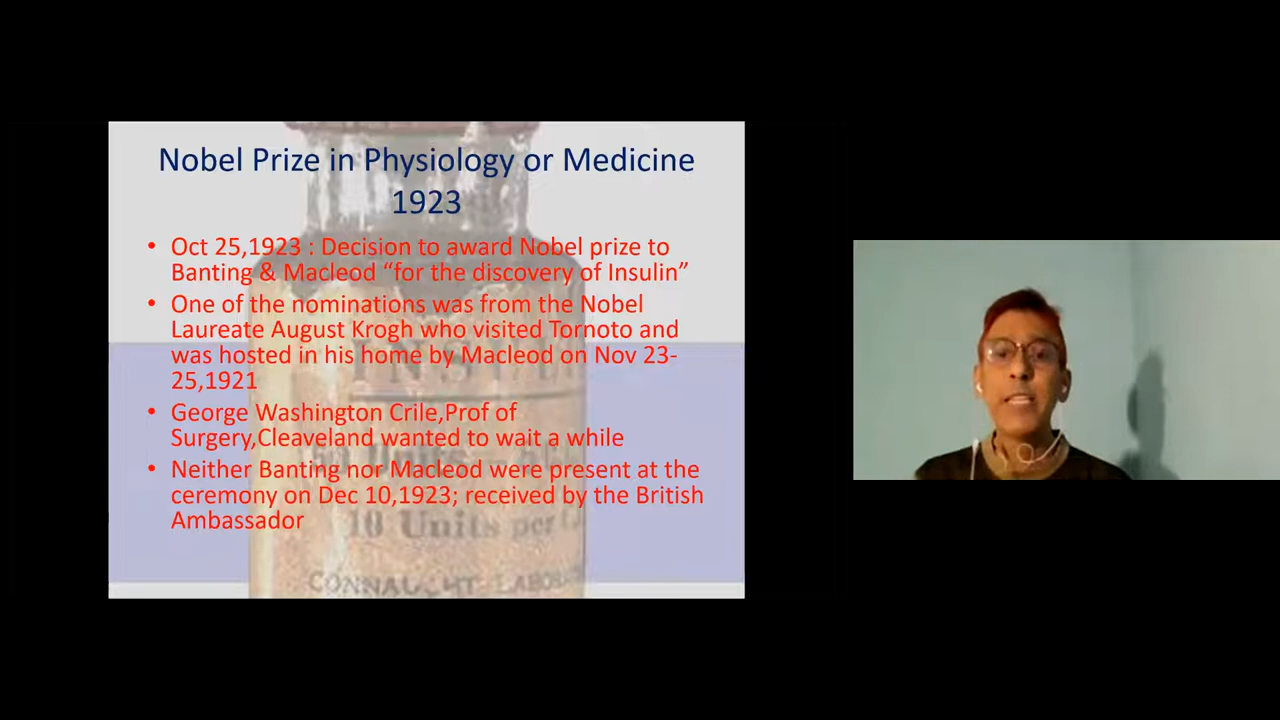 Nobel Prize in Physiology or Medicine
1923
• Oct 25,1923 : Decision to award Nobel prize to
Banting & Macleod “for the discovery of Insulin”
• One of the nominations was from the Nobel
Laureate August Krogh who visited Tornoto and
was hosted in his home by Macleod on Nov 23-
25,1921
• George Washington Crile,Prof of
Surgery,Cleaveland wanted to wait a while
• Neither Banting nor Macleod were present at the
ceremony on Dec 10,1923; received by the British
Ambassador
10 Units per
CONNAUGHT